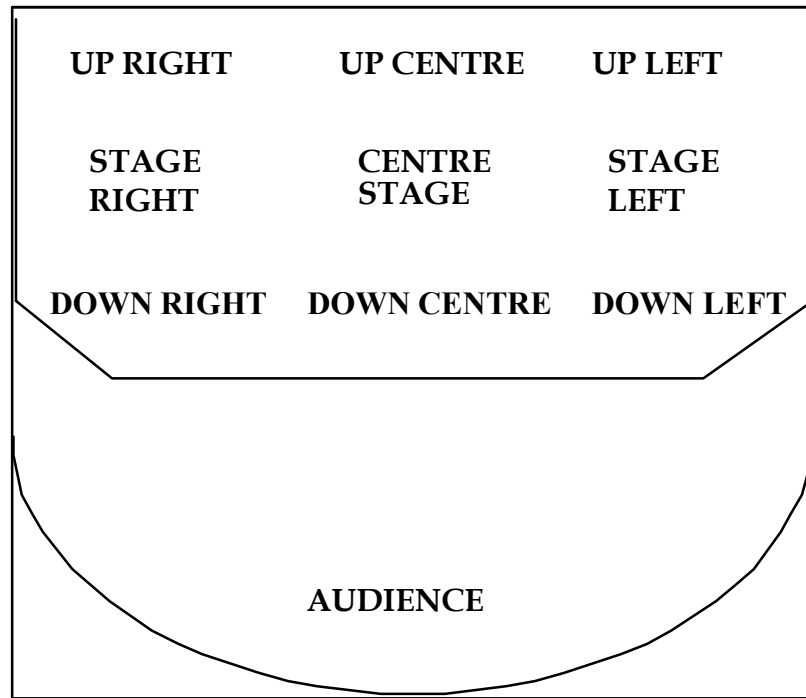 UP RIGHT UP CENTRE UP LEFT
STAGE RIGHT CENTRE STAGE STAGE LEFT
DOWN RIGHT DOWN CENTRE DOWN LEFT
AUDIENCE